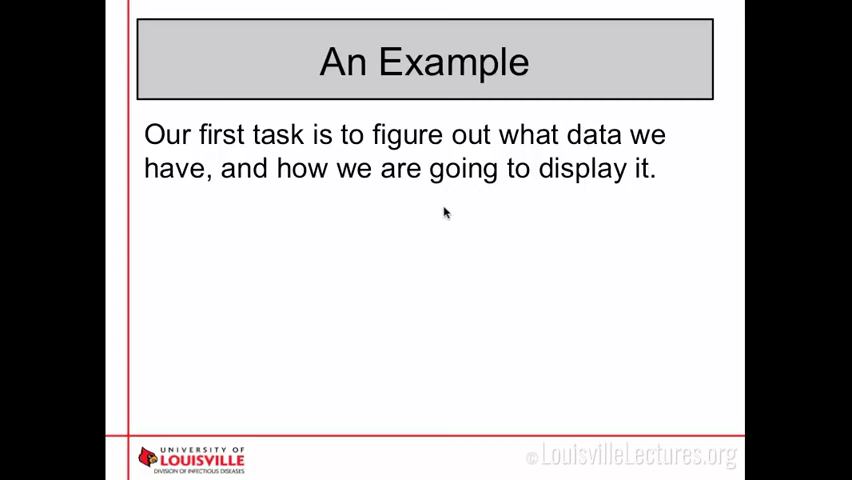 An Example
Our first task is to figure out what data we
have, and how we are going to display it.
UNIVERSITY OF
LOUISVILLE
DIVISION OF INFECTIOUS DISEASES
© LouisvilleLectures.org